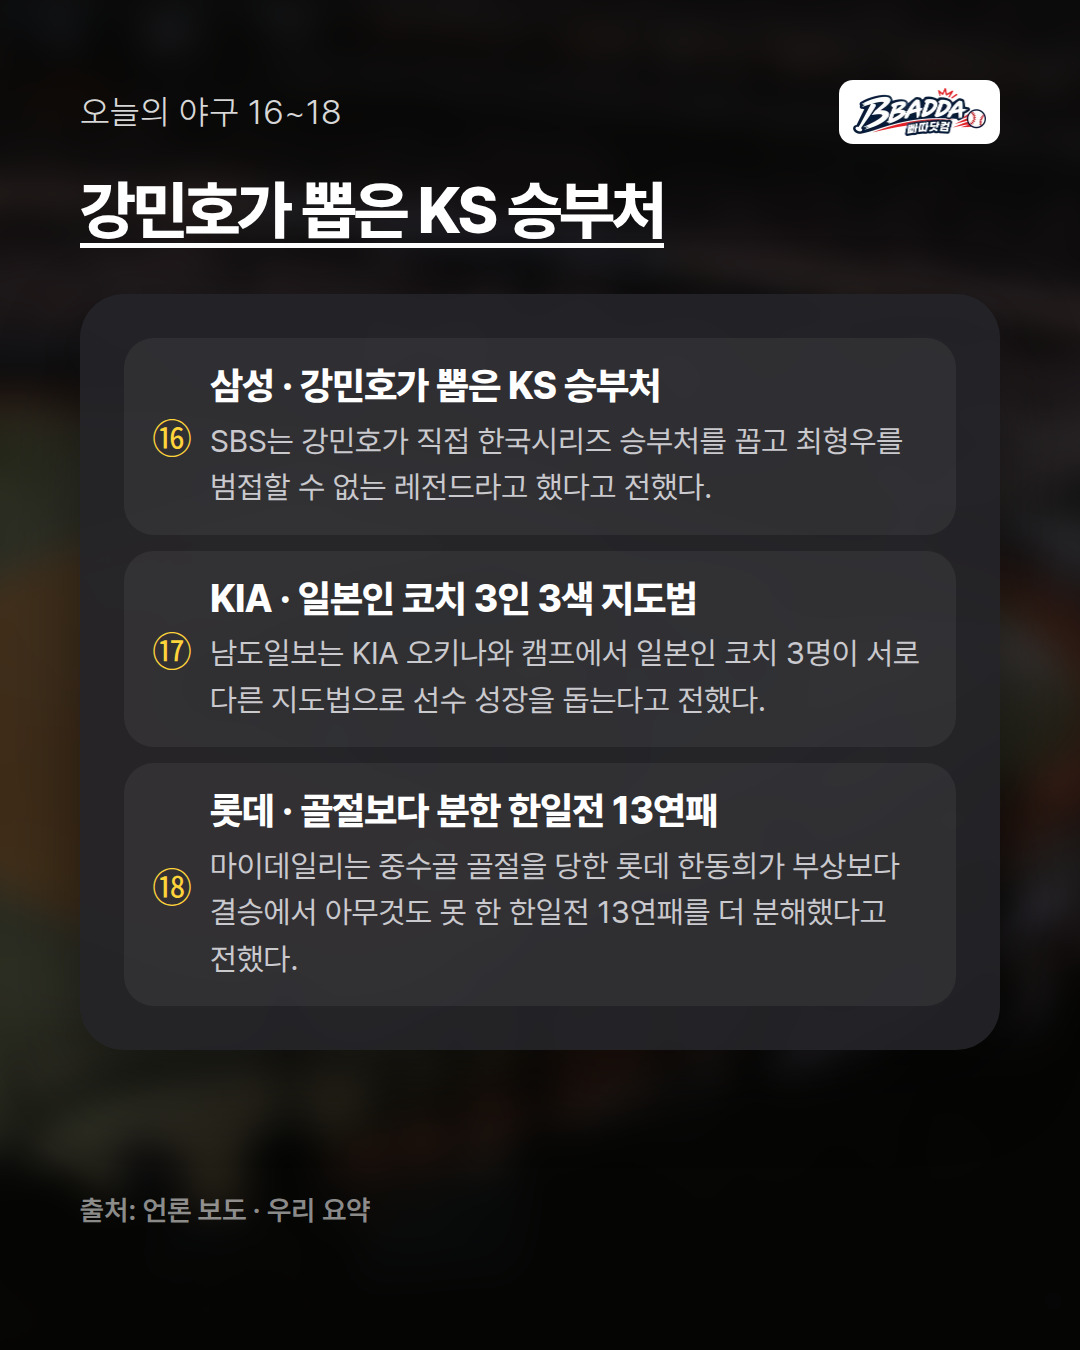 오늘의 야구 16~18
BBADDA
빠따닷컴
강민호가 뽑은 KS 승부처
삼성 · 강민호가 뽑은 KS 승부처
⑯
SBS는 강민호가 직접 한국시리즈 승부처를 꼽고 최형우를
범접할 수 없는 레전드라고 했다고 전했다.
KIA · 일본인 코치 3인 3색 지도법
⑰
남도일보는 KIA 오키나와 캠프에서 일본인 코치 3명이 서로
다른 지도법으로 선수 성장을 돕는다고 전했다.
롯데 · 골절보다 분한 한일전 13연패
⑱
마이데일리는 중수골 골절을 당한 롯데 한동희가 부상보다
결승에서 아무것도 못 한 한일전 13연패를 더 분해했다고
전했다.
출처: 언론 보도 · 우리 요약